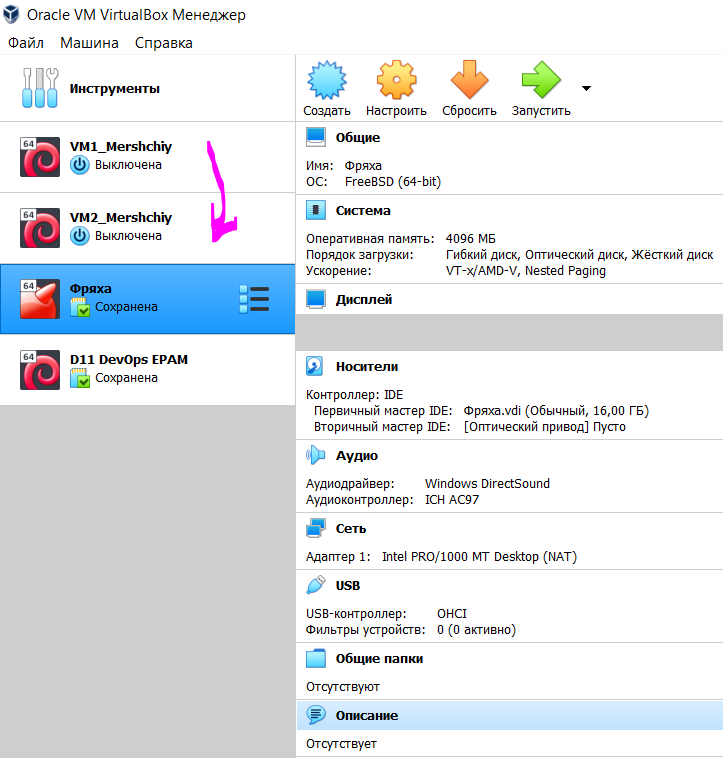 Oracle VM VirtualBox Менеджер
Файл Машина Справка
Инструменты
64
VM1_Mershchiy
Выключена
64
VM2_Mershchiy
Выключена
64
Фряха
Сохранена
64
D11 DevOps EPAM
Сохранена
Создать Настроить Сбросить Запустить
Общие
Имя: Фряха
ОС: FreeBSD (64-bit)
Система
Оперативная память: 4096 МБ
Порядок загрузки: Гибкий диск, Оптический диск, Жёсткий диск
Ускорение: VT-x/AMD-V, Nested Paging
Дисплей
Носители
Контроллер: IDE
Первичный мастер IDE: Фряха.vdi (Обычный, 16,00 ГБ)
Вторичный мастер IDE: [Оптический привод] Пусто
Аудио
Аудиодрайвер: Windows DirectSound
Аудиоконтроллер: ICH AC97
Сеть
Адаптер 1: Intel PRO/1000 MT Desktop (NAT)
USB
USB-контроллер: OHCI
Фильтры устройств: 0 (0 активно)
Общие папки
Отсутствуют
Описание
Отсутствует